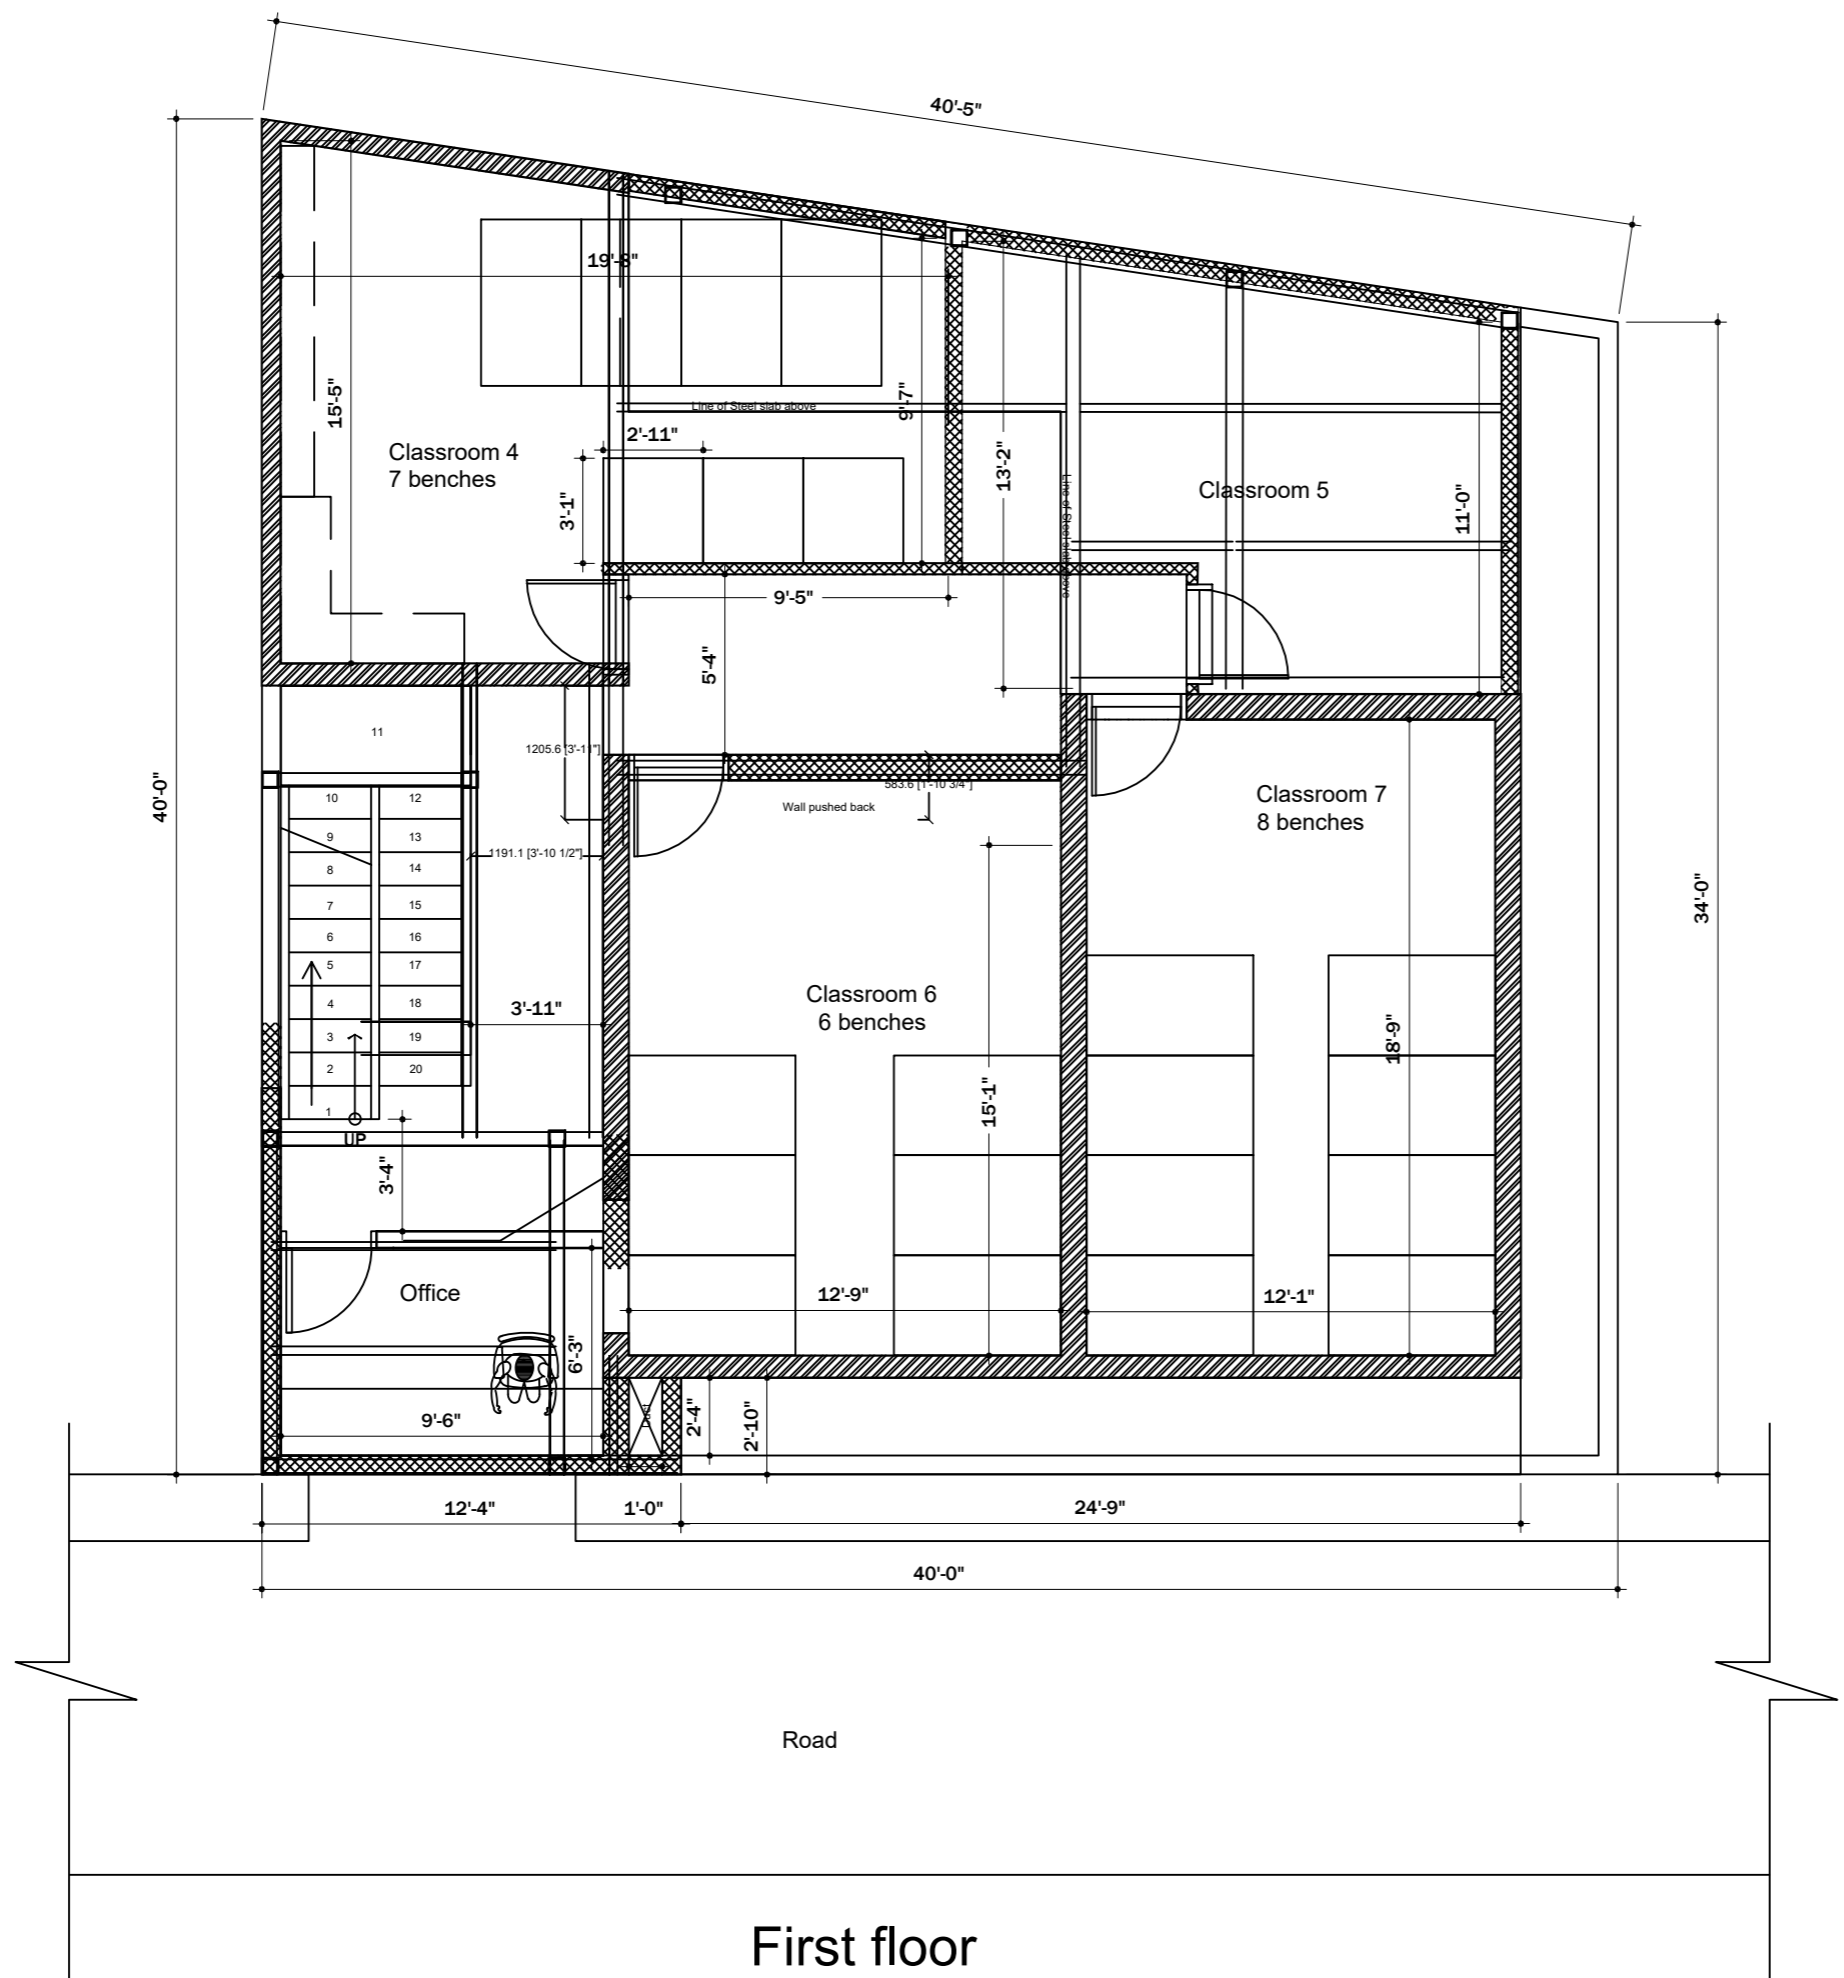 40'-5"
19'-8"
15'-5"
Line of Steel slab above
9'-7"
2'-11"
13'-2"
Line of Steel slab above
Classroom 4
7 benches
3'-1"
Classroom 5
11'-0"
9'-5"
5'-4"
11
1205.6 [3'-11"]
583.6 [1'-10 3/4"]
Wall pushed back
Classroom 7
8 benches
40'-0"
10
12
9
13
1191.1 [3'-10 1/2"]
8
14
7
15
34'-0"
6
16
5
17
4
18
3'-11"
Classroom 6
6 benches
3
19
18'-9"
2
20
15'-1"
1
UP
3'-4"
Office
12'-9"
12'-1"
6'-3"
9'-6"
2'-4"
2'-10"
12'-4"
1'-0"
24'-9"
40'-0"
Road
First floor